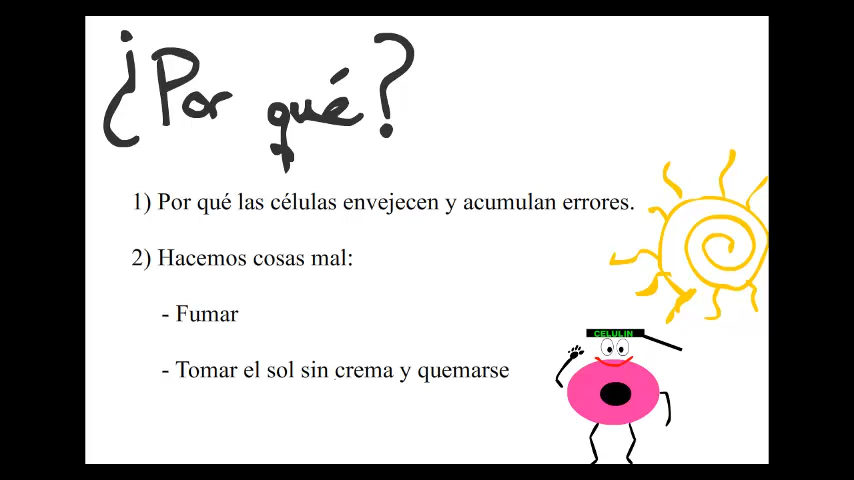 ¿Por qué?
1) Por qué las células envejecen y acumulan errores.
2) Hacemos cosas mal:
- Fumar
- Tomar el sol sin crema y quemarse
CELULIN